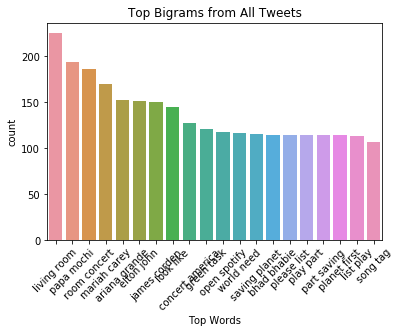 Top Bigrams from All Tweets
200
150
100
50
0
count
living room
papa mochi
room concert
mariah carey
ariana grande
elton john
james corden
look like
concert america
green task
open spotify
world need
saving planet
bhad bhabie
please list
play part
part saving
planet first
list play
song tag
Top Words